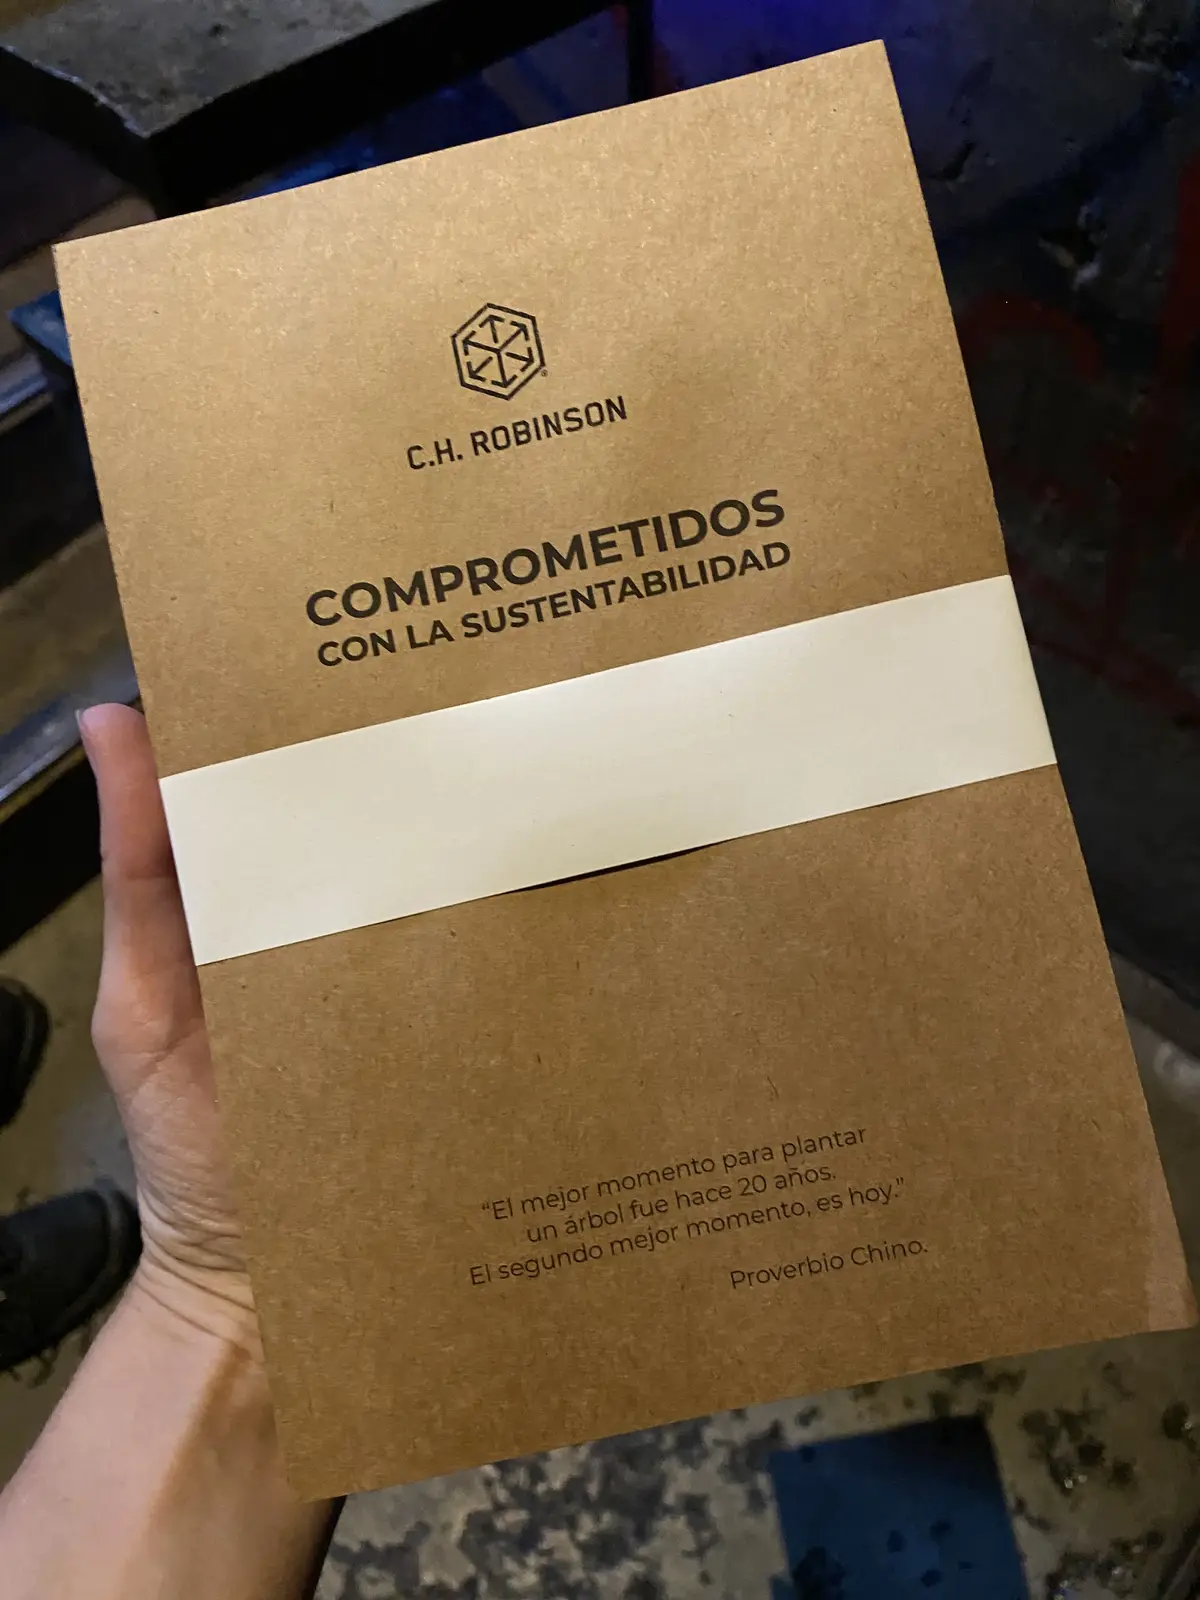 C.H. ROBINSON
COMPROMETIDOS
CON LA SUSTENTABILIDAD
“El mejor momento para plantar
un árbol fue hace 20 años.
El segundo mejor momento, es hoy.”
Proverbio Chino.